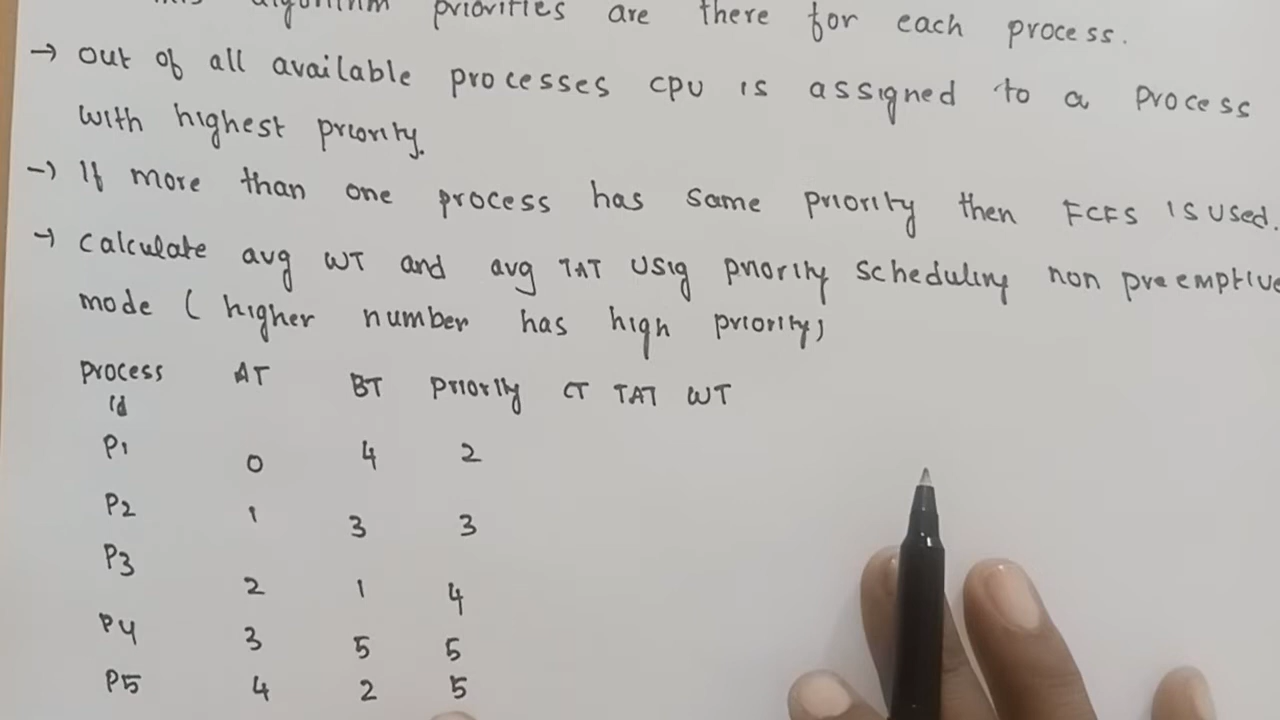 This algorithm priorities are there for each process.
→ out of all available processes cpu is assigned to a process
with highest priority.
→ If more than one process has same priority then FCFS is used.
→ calculate avg WT and avg TAT usig priority scheduling non preemptive
mode ( higher number has high priority)
process AT BT priority CT TAT WT
Id
P1 0 4 2
P2 1 3 3
P3 2 1 4
P4 3 5 5
P5 4 2 5